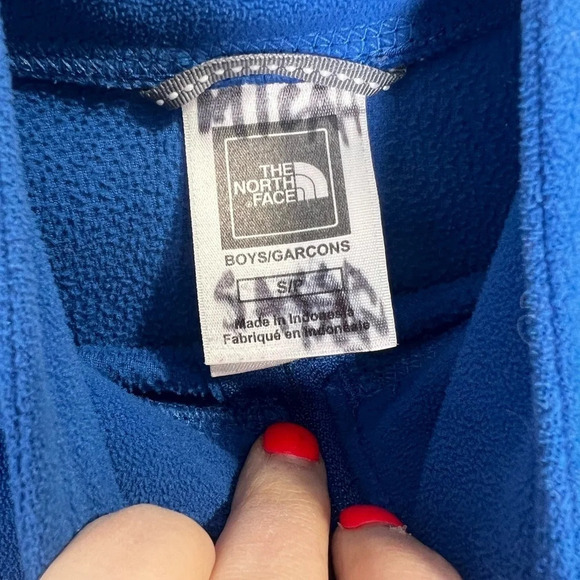 THE
NORTH
FACE
BOYS/GARCONS
S/P
Made in Indonesia
Fabriqué en Indonésie